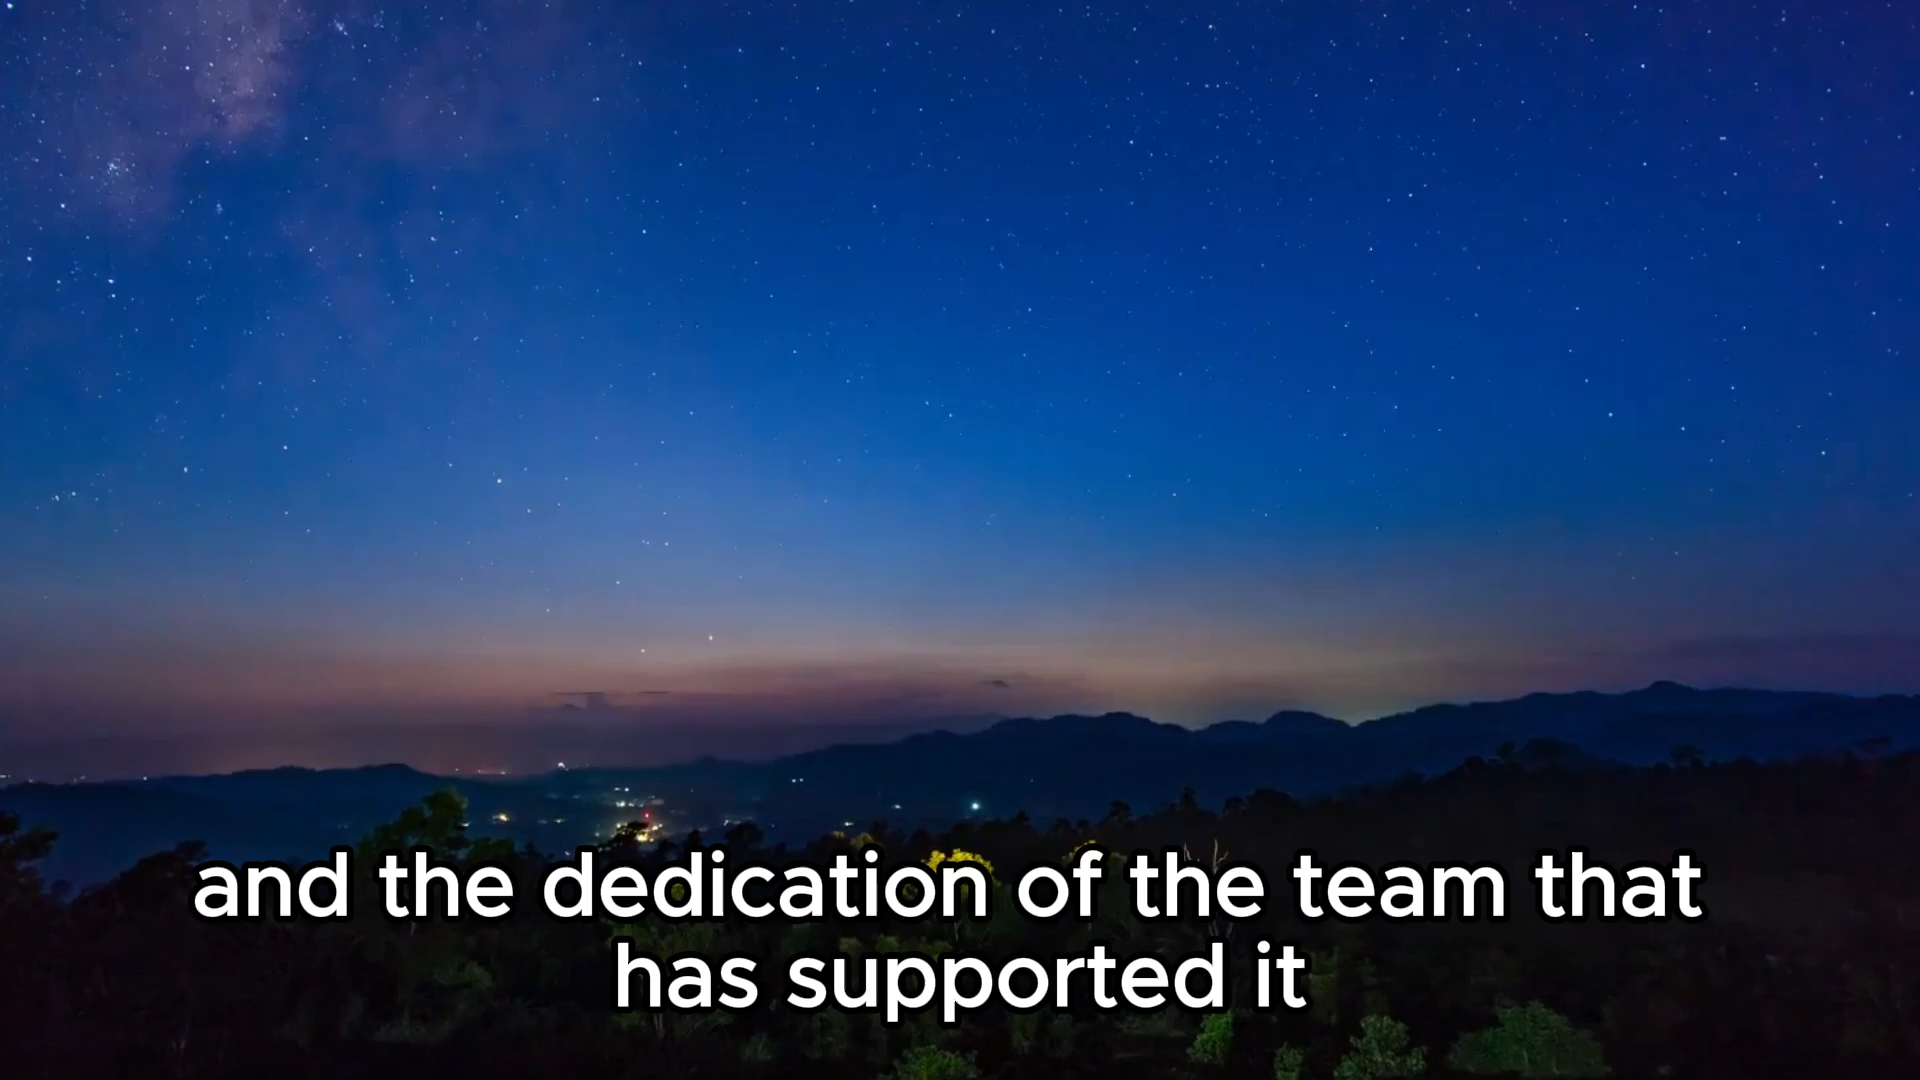 and the dedication of the team that
has supported it